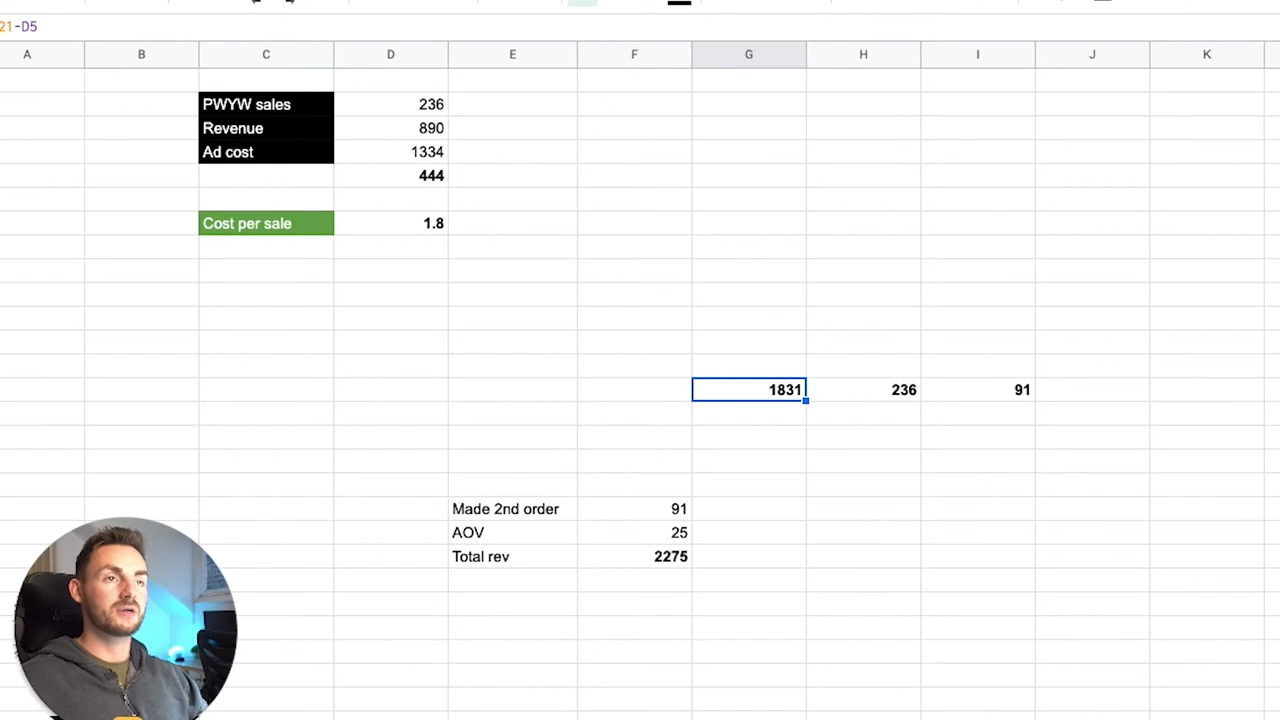 21-D5
A B C D E F G H I J K
PWYW sales 236
Revenue 890
Ad cost 1334
444
Cost per sale 1.8
1831 236 91
Made 2nd order 91
AOV 25
Total rev 2275